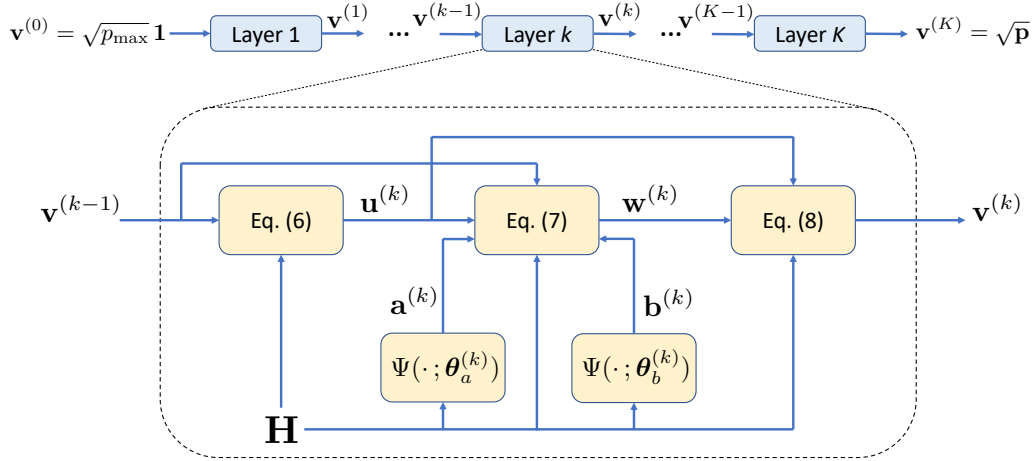 v^(0) = √p_max 1 Layer 1 v^(1) ... v^(k−1) Layer k v^(k) ... v^(K−1) Layer K v^(K) = √p
v^(k−1) Eq. (6) u^(k) Eq. (7) w^(k) Eq. (8) v^(k)
a^(k) b^(k)
Ψ(· ; θ_a^(k)) Ψ(· ; θ_b^(k))
H